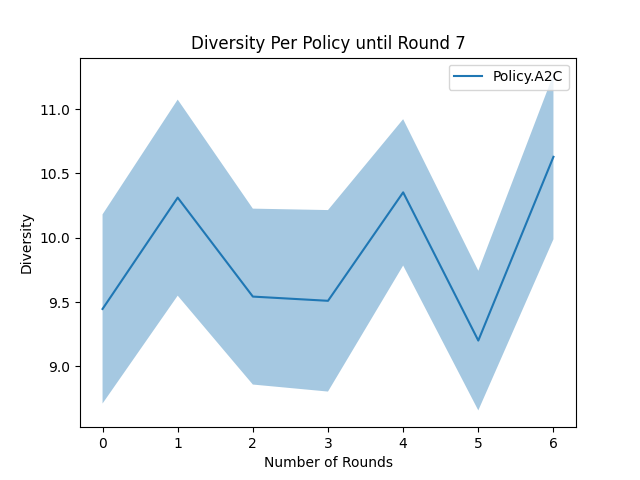 Diversity Per Policy until Round 7
Policy.A2C
11.0
10.5
10.0
9.5
9.0
Diversity
0 1 2 3 4 5 6
Number of Rounds